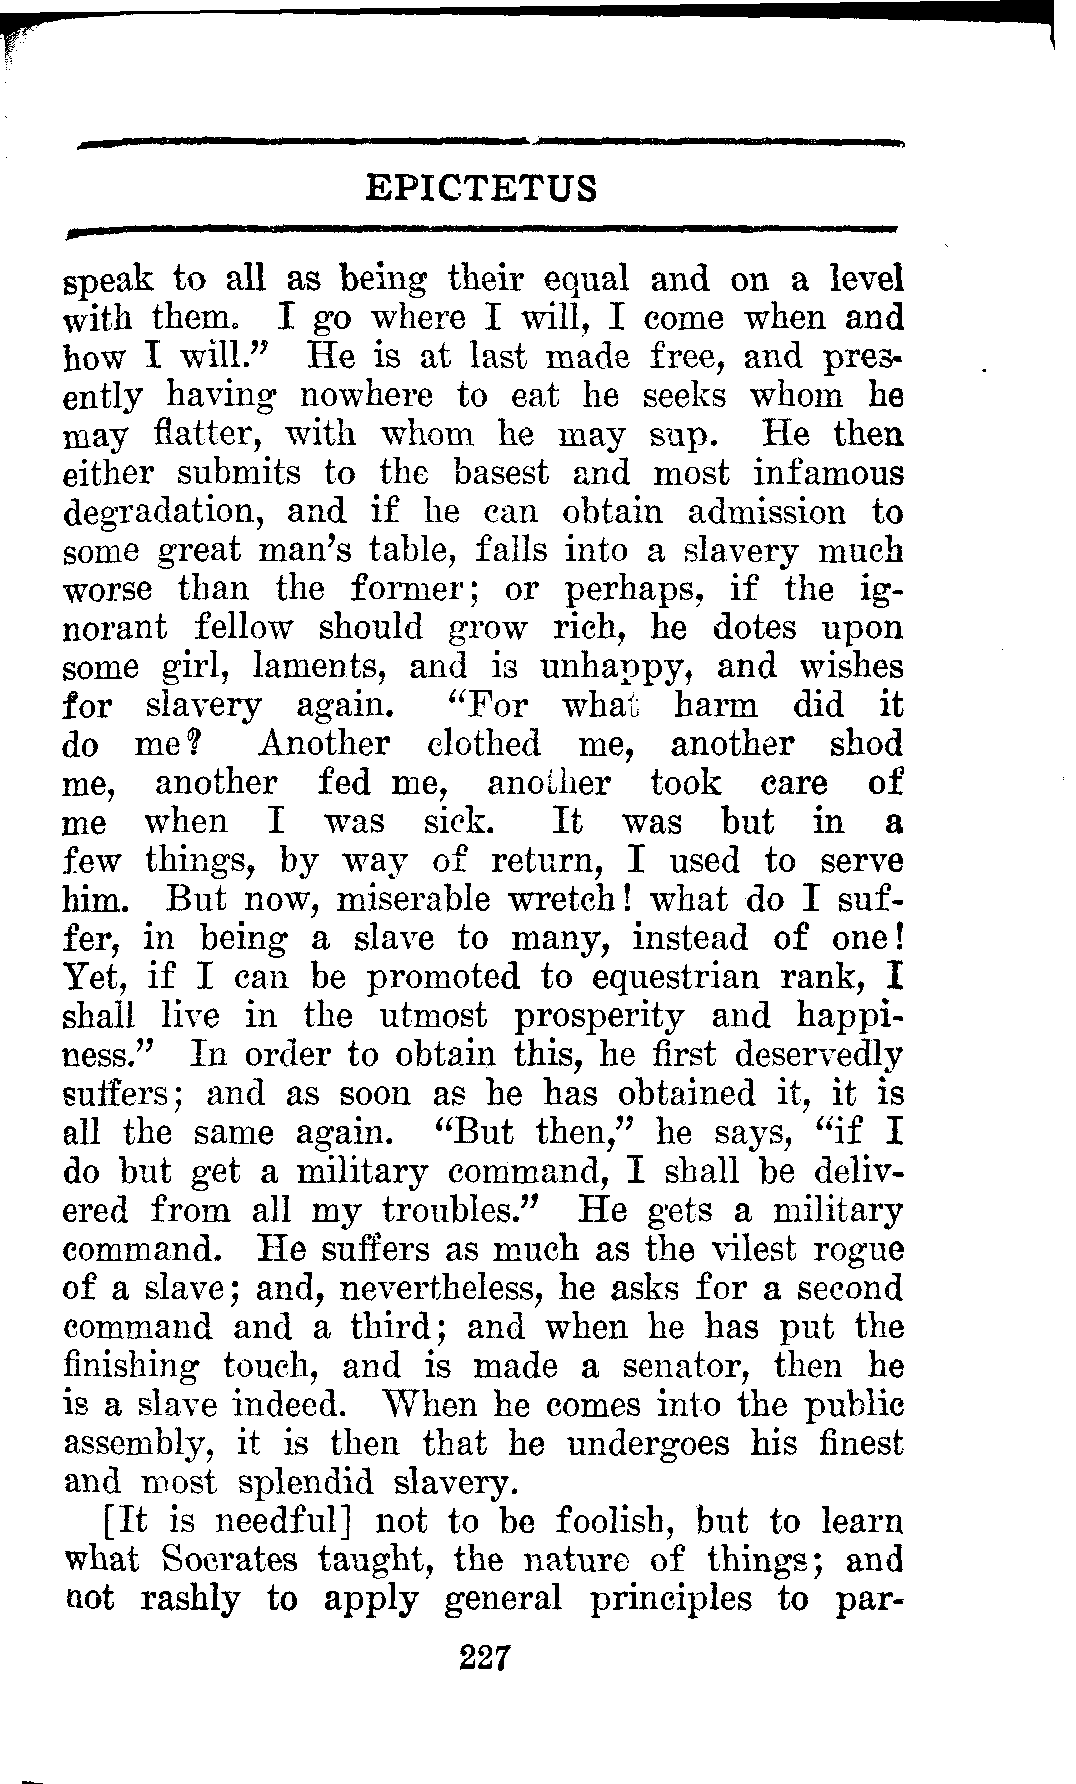 EPICTETUS
speak to all as being their equal and on a level
with them. I go where I will, I come when and
how I will." He is at last made free, and pres-
ently having nowhere to eat he seeks whom he
may flatter, with whom he may sup. He then
either submits to the basest and most infamous
degradation, and if he can obtain admission to
some great man's table, falls into a slavery much
worse than the former; or perhaps, if the ig-
norant fellow should grow rich, he dotes upon
some girl, laments, and is unhappy, and wishes
for slavery again. "For what harm did it
do me? Another clothed me, another shod
me, another fed me, another took care of
me when I was sick. It was but in a
few things, by way of return, I used to serve
him. But now, miserable wretch! what do I suf-
fer, in being a slave to many, instead of one!
Yet, if I can be promoted to equestrian rank, I
shall live in the utmost prosperity and happi-
ness." In order to obtain this, he first deservedly
suffers; and as soon as he has obtained it, it is
all the same again. "But then," he says, "if I
do but get a military command, I shall be deliv-
ered from all my troubles." He gets a military
command. He suffers as much as the vilest rogue
of a slave; and, nevertheless, he asks for a second
command and a third; and when he has put the
finishing touch, and is made a senator, then he
is a slave indeed. When he comes into the public
assembly, it is then that he undergoes his finest
and most splendid slavery.
[It is needful] not to be foolish, but to learn
what Socrates taught, the nature of things; and
not rashly to apply general principles to par-
227